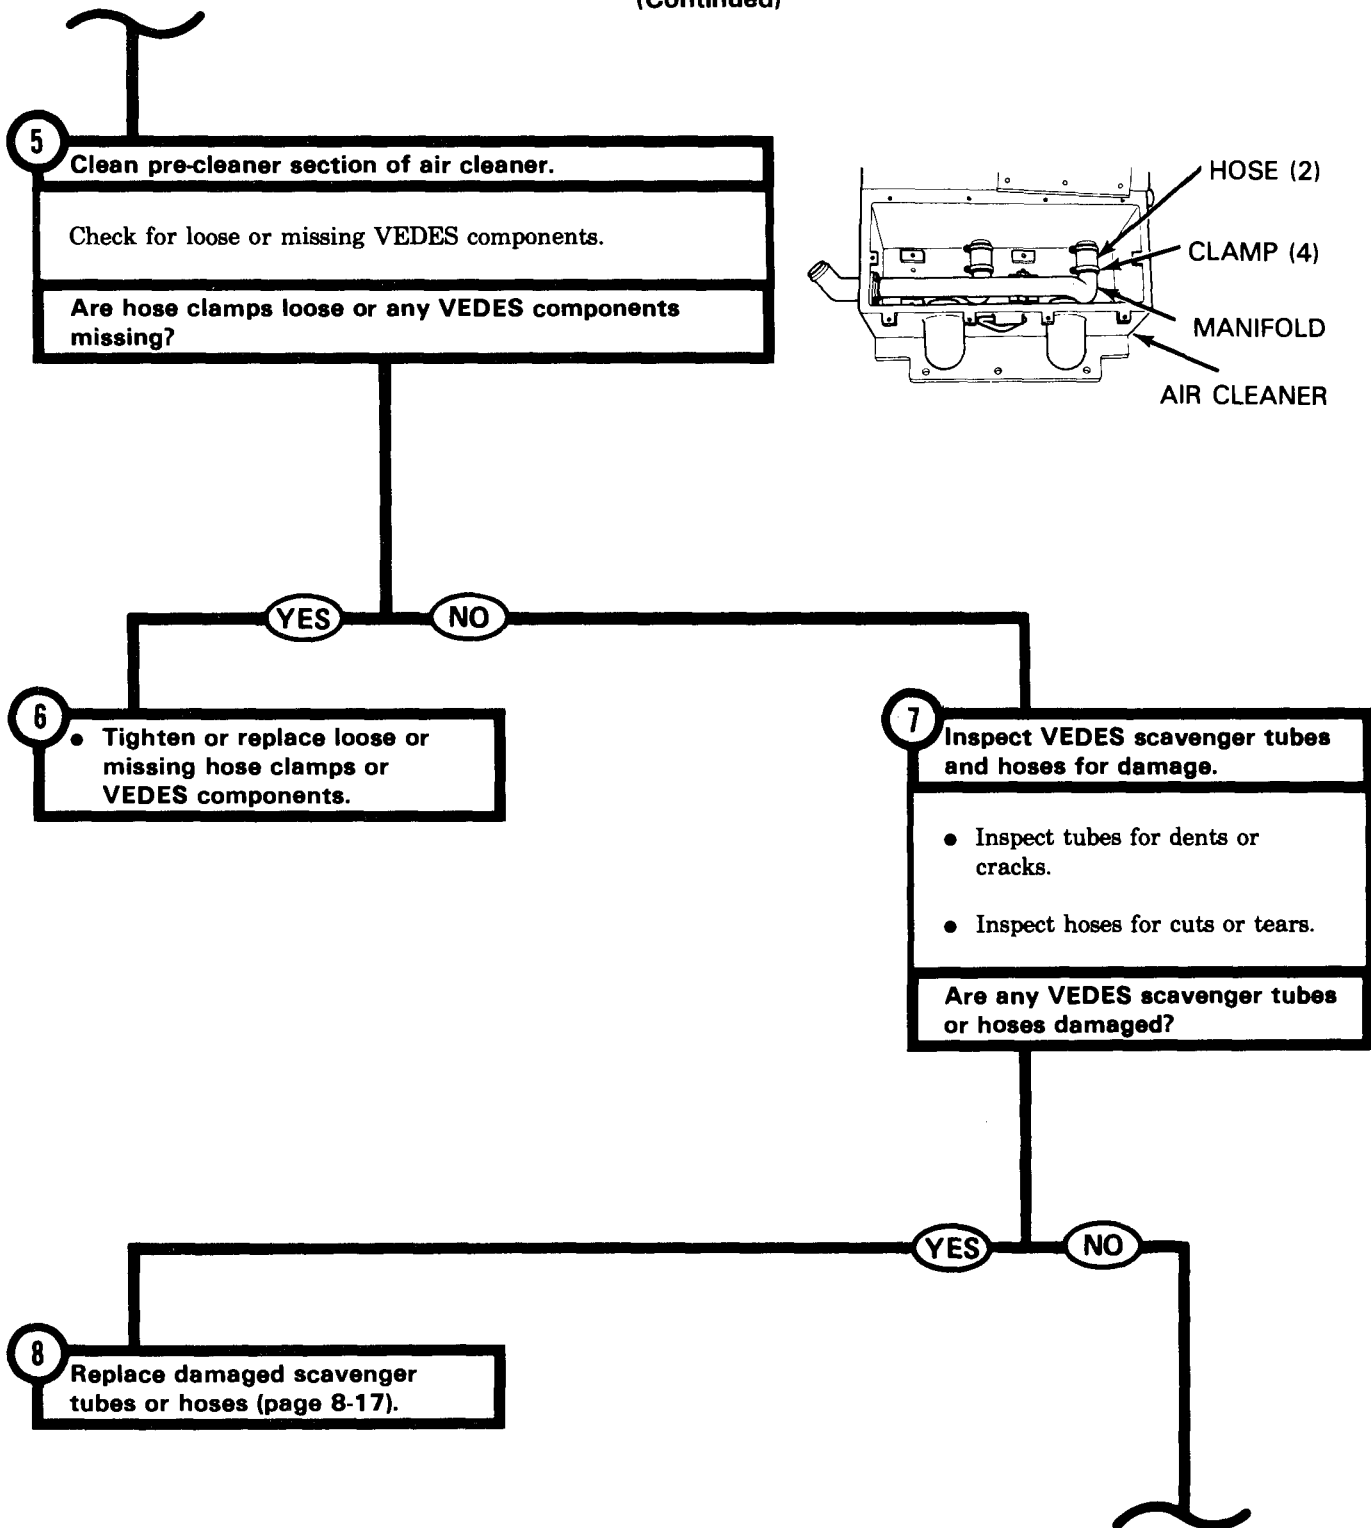 (Continued)
5
Clean pre-cleaner section of air cleaner.
Check for loose or missing VEDES components.
Are hose clamps loose or any VEDES components
missing?
HOSE (2)
CLAMP (4)
MANIFOLD
AIR CLEANER
YES
NO
6
● Tighten or replace loose or
missing hose clamps or
VEDES components.
7
Inspect VEDES scavenger tubes
and hoses for damage.
● Inspect tubes for dents or
cracks.
● Inspect hoses for cuts or tears.
Are any VEDES scavenger tubes
or hoses damaged?
YES
NO
8
Replace damaged scavenger
tubes or hoses (page 8-17).